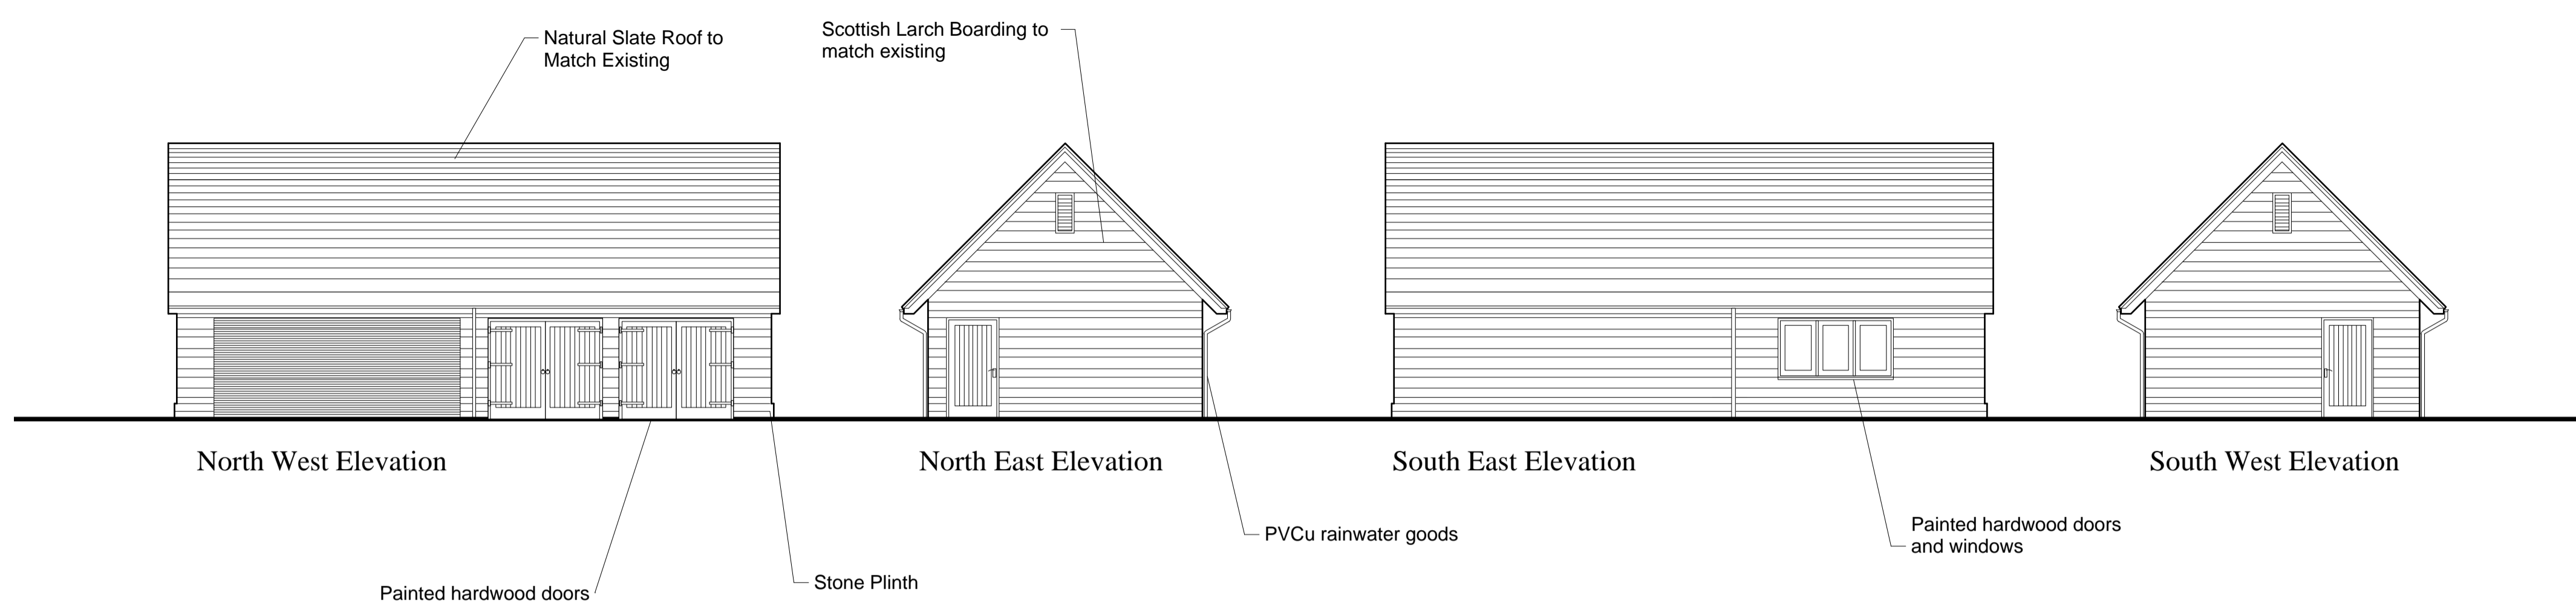 Natural Slate Roof to
Match Existing
Scottish Larch Boarding to
match existing
North West Elevation
North East Elevation
South East Elevation
South West Elevation
PVCu rainwater goods
Painted hardwood doors
and windows
Stone Plinth
Painted hardwood doors